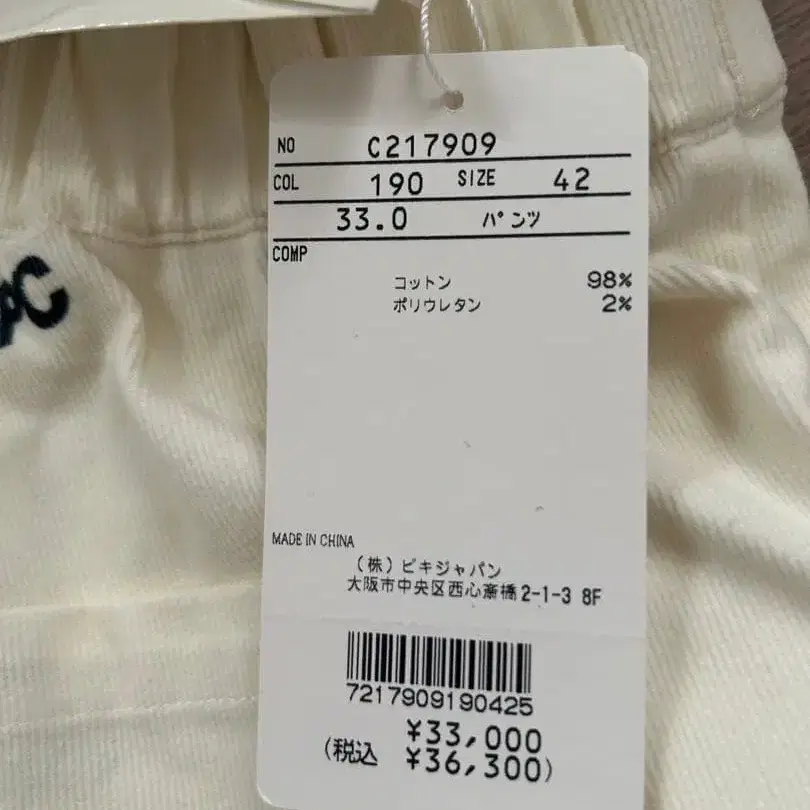 NO C217909
COL 190 SIZE 42
33.0 パンツ
COMP
コットン 98%
ポリウレタン 2%
MADE IN CHINA
(株)ビキジャパン
大阪市中央区西心斎橋2-1-3 8F
7217909190425
¥33,000
(税込 ¥36,300)